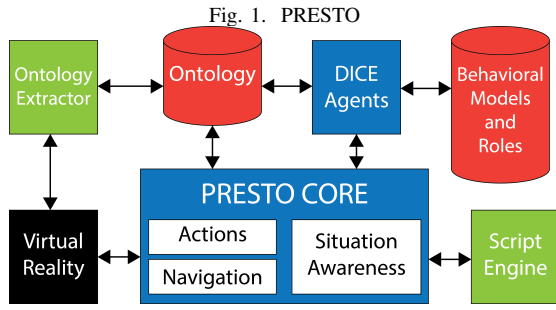 Fig. 1. PRESTO
Ontology
Extractor
Ontology
DICE
Agents
Behavioral
Models
and
Roles
PRESTO CORE
Actions
Navigation
Situation
Awareness
Virtual
Reality
Script
Engine